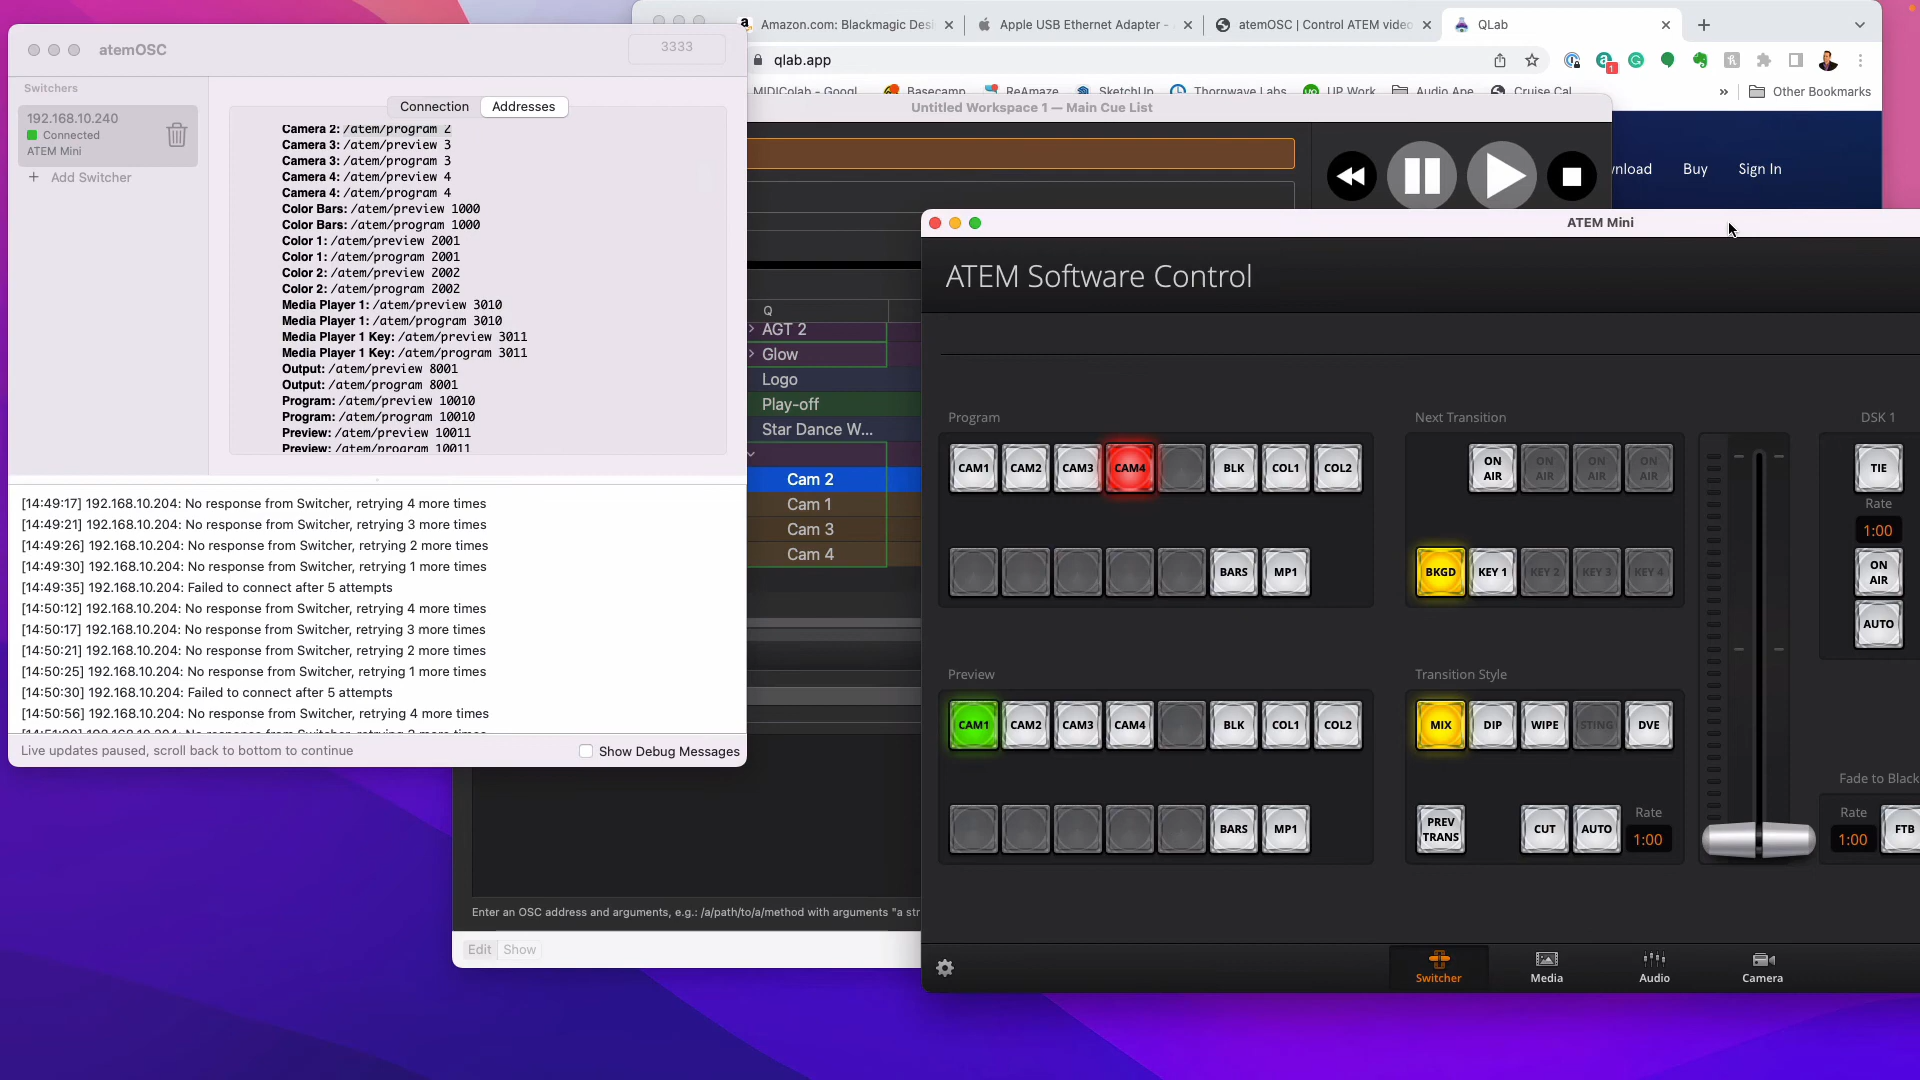 atemOSC
3333
Switchers
192.168.10.240
Connected
ATEM Mini
+ Add Switcher
Connection
Addresses
Camera 2: /atem/program 2
Camera 3: /atem/preview 3
Camera 3: /atem/program 3
Camera 4: /atem/preview 4
Camera 4: /atem/program 4
Color Bars: /atem/preview 1000
Color Bars: /atem/program 1000
Color 1: /atem/preview 2001
Color 1: /atem/program 2001
Color 2: /atem/preview 2002
Color 2: /atem/program 2002
Media Player 1: /atem/preview 3010
Media Player 1: /atem/program 3010
Media Player 1 Key: /atem/preview 3011
Media Player 1 Key: /atem/program 3011
Output: /atem/preview 8001
Output: /atem/program 8001
Program: /atem/preview 10010
Program: /atem/program 10010
Preview: /atem/preview 10011
Preview: /atem/program 10011
[14:49:17] 192.168.10.204: No response from Switcher, retrying 4 more times
[14:49:21] 192.168.10.204: No response from Switcher, retrying 3 more times
[14:49:26] 192.168.10.204: No response from Switcher, retrying 2 more times
[14:49:30] 192.168.10.204: No response from Switcher, retrying 1 more times
[14:49:35] 192.168.10.204: Failed to connect after 5 attempts
[14:50:12] 192.168.10.204: No response from Switcher, retrying 4 more times
[14:50:17] 192.168.10.204: No response from Switcher, retrying 3 more times
[14:50:21] 192.168.10.204: No response from Switcher, retrying 2 more times
[14:50:25] 192.168.10.204: No response from Switcher, retrying 1 more times
[14:50:30] 192.168.10.204: Failed to connect after 5 attempts
[14:50:56] 192.168.10.204: No response from Switcher, retrying 4 more times
Live updates paused, scroll back to bottom to continue
Show Debug Messages
Amazon.com: Blackmagic Desi
Apple USB Ethernet Adapter -
atemOSC | Control ATEM video
QLab
qlab.app
1
MIDIColab - Googl
Basecamp
ReAmaze
SketchUp
Thornwave Labs
UP Work
Audio Ape
Cruise Cal
» Other Bookmarks
Untitled Workspace 1 — Main Cue List
nload
Buy
Sign In
Q
AGT 2
Glow
Logo
Play-off
Star Dance W...
Cam 2
Cam 1
Cam 3
Cam 4
Enter an OSC address and arguments, e.g.: /a/path/to/a/method with arguments "a str
Edit
Show
ATEM Mini
ATEM Software Control
Program
CAM1 CAM2 CAM3 CAM4 BLK COL1 COL2
BARS MP1
Next Transition
ON AIR ON AIR ON AIR ON AIR
BKGD KEY 1 KEY 2 KEY 3 KEY 4
DSK 1
TIE
Rate
1:00
ON AIR
AUTO
Preview
CAM1 CAM2 CAM3 CAM4 BLK COL1 COL2
BARS MP1
Transition Style
MIX DIP WIPE STING DVE
PREV TRANS
CUT AUTO
Rate
1:00
Fade to Black
Rate
1:00
FTB
Switcher
Media
Audio
Camera